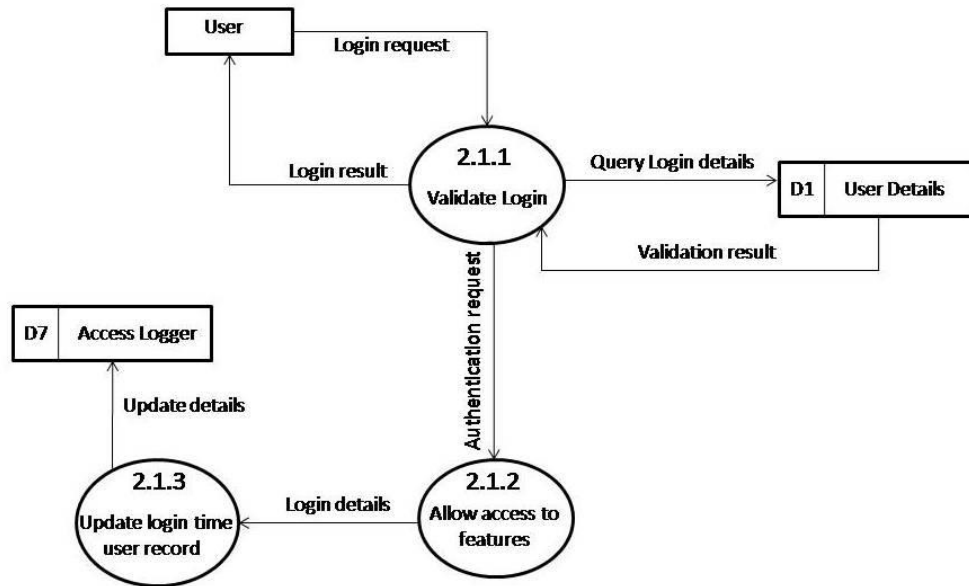 User
Login request
2.1.1
Validate Login
Login result
Query Login details
D1 User Details
Validation result
Authentication request
D7 Access Logger
Update details
2.1.3
Update login time
user record
Login details
2.1.2
Allow access to
features